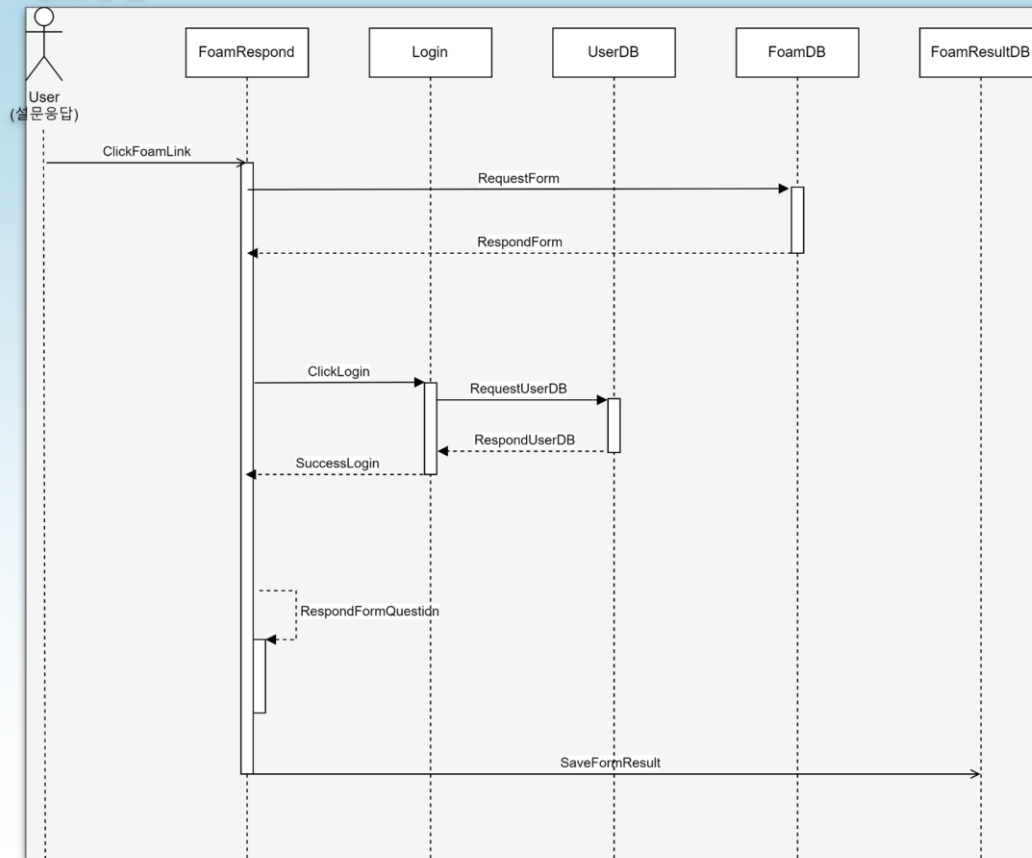 FoamRespond
Login
UserDB
FoamDB
FoamResultDB
User
(설문응답)
ClickFoamLink
RequestForm
RespondForm
ClickLogin
RequestUserDB
RespondUserDB
SuccessLogin
RespondFormQuestion
SaveFormResult